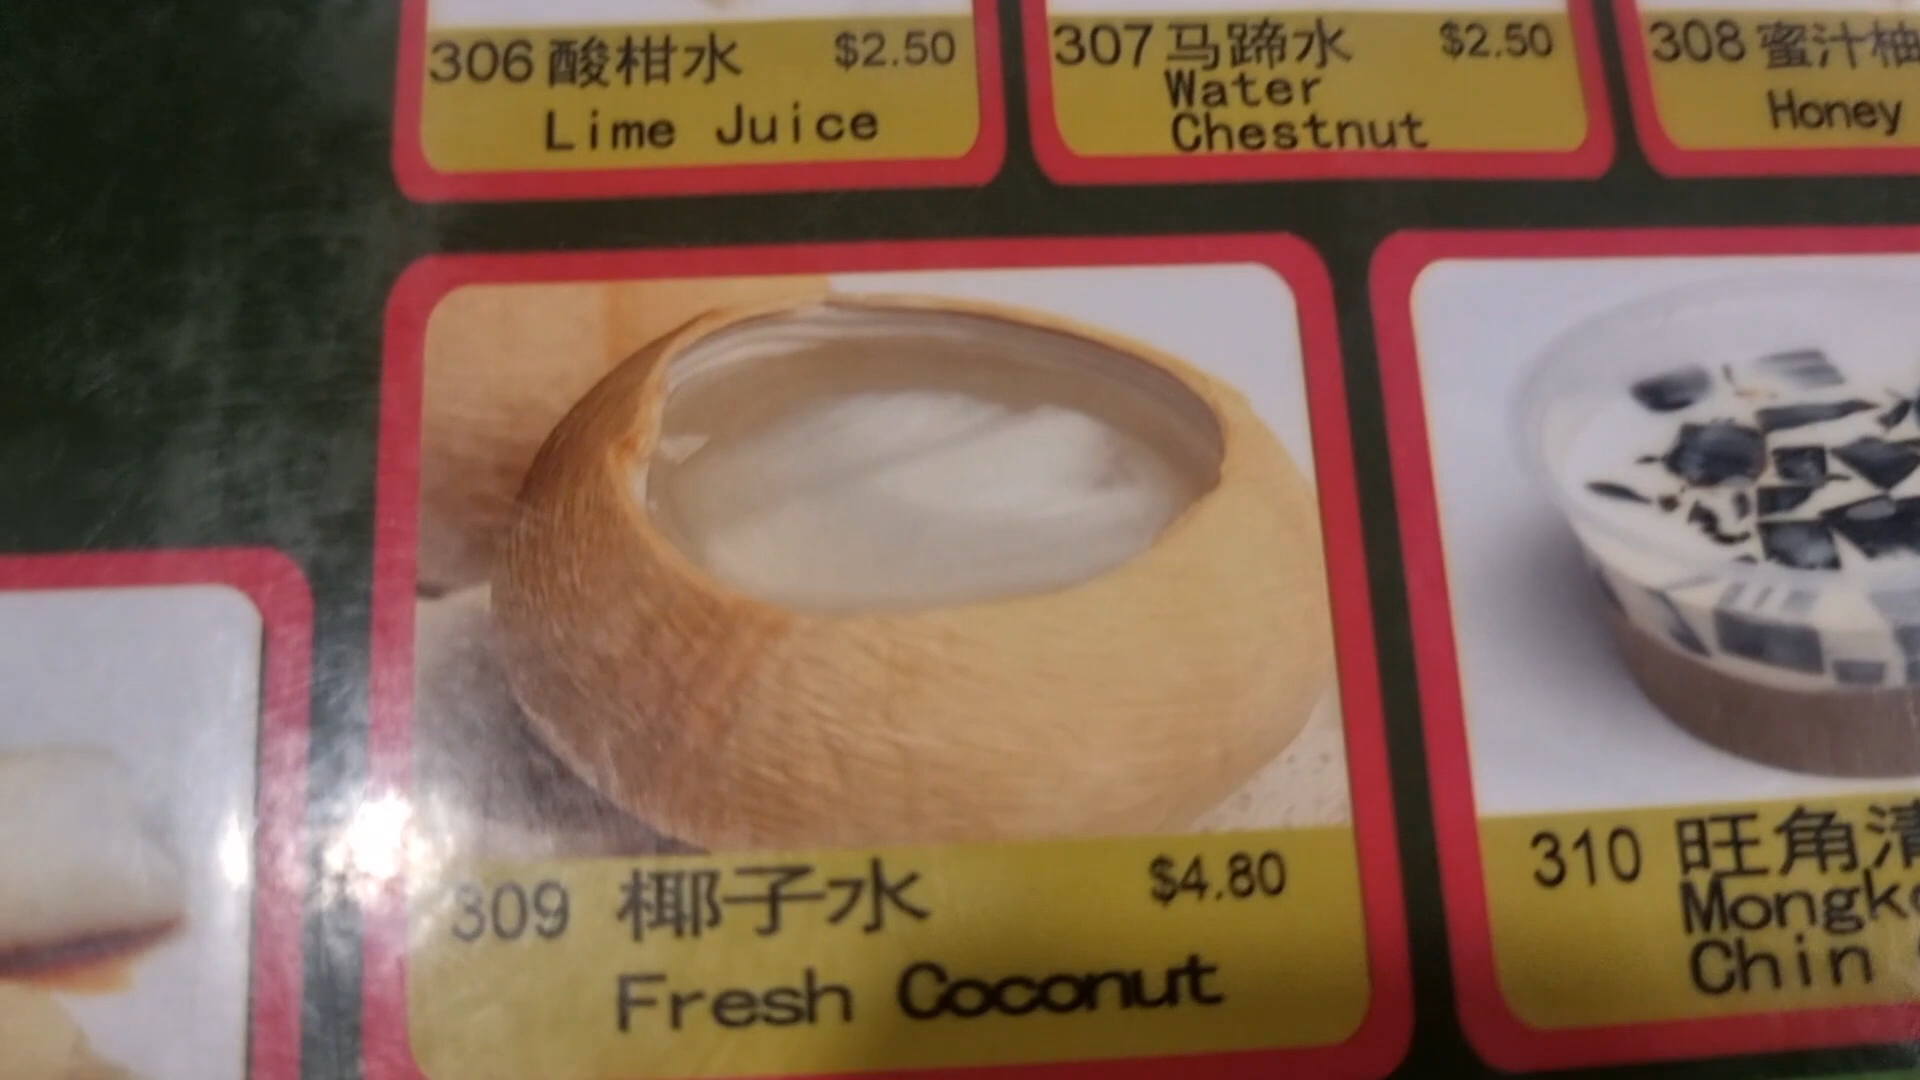 306 酸柑水 $2.50
Lime Juice
307 马蹄水 $2.50
Water
Chestnut
308 蜜汁柚
Honey
309 椰子水 $4.80
Fresh Coconut
310 旺角
Chin